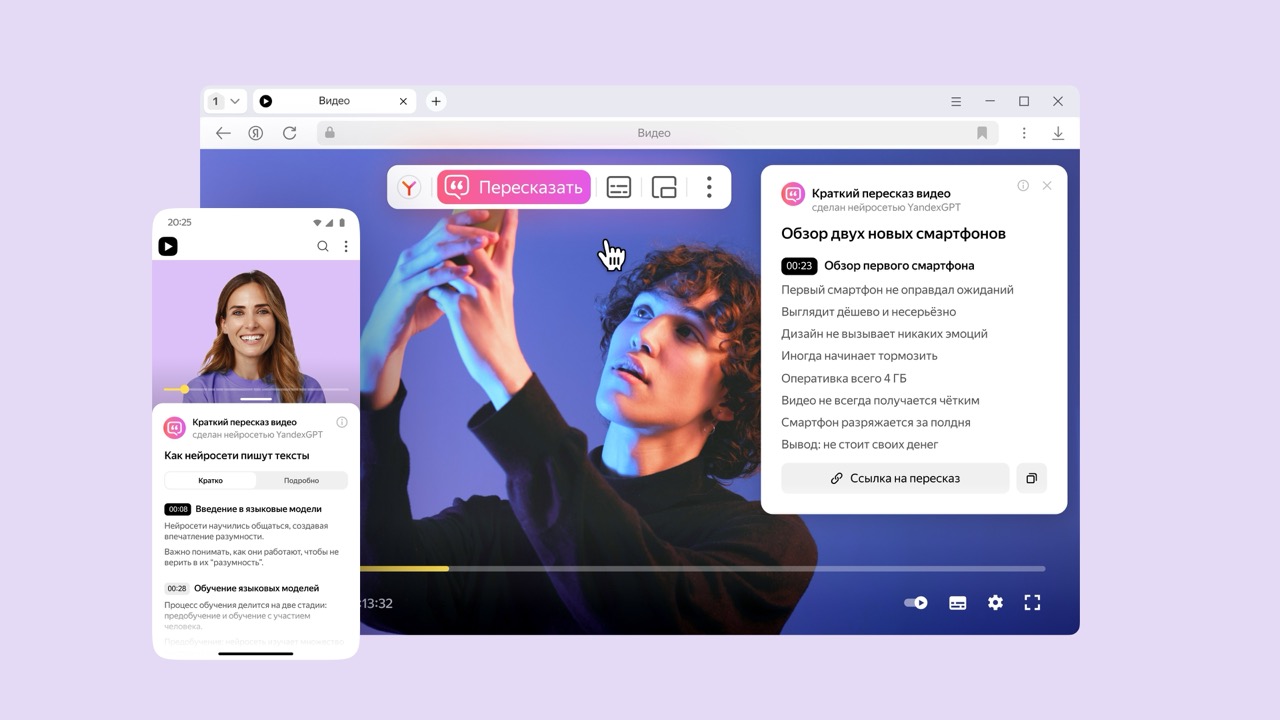 1
Видео
Видео
Пересказать
Краткий пересказ видео
сделан нейросетью YandexGPT
Обзор двух новых смартфонов
00:23 Обзор первого смартфона
Первый смартфон не оправдал ожиданий
Выглядит дёшево и несерьёзно
Дизайн не вызывает никаких эмоций
Иногда начинает тормозить
Оператива всего 4 ГБ
Видео не всегда получается чётким
Смартфон разряжается за полдня
Вывод: не стоит своих денег
Ссылка на пересказ
:13:32
20:25
Краткий пересказ видео
сделан нейросетью YandexGPT
Как нейросети пишут тексты
Кратко Подробно
00:08 Введение в языковые модели
Нейросети научились общаться, создавая
впечатление разумности.
Важно понимать, как они работают, чтобы не
верить в их "разумность".
00:28 Обучение языковых моделей
Процесс обучения делится на две стадии:
предобучение и обучение с участием
человека.